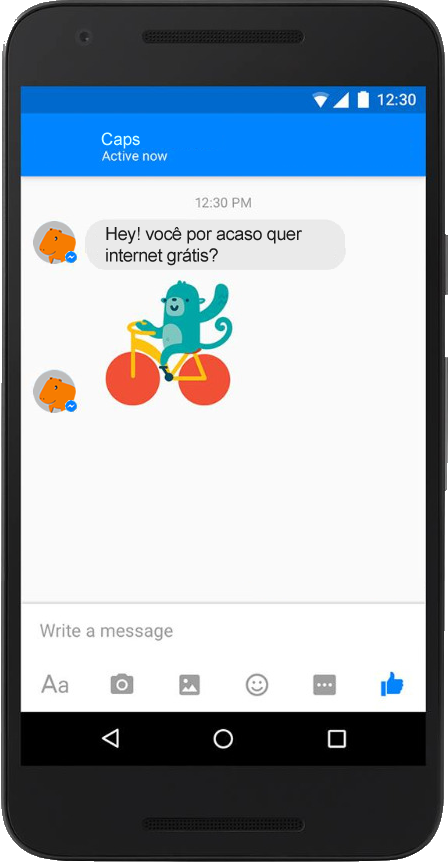 12:30
Caps
Active now
12:30 PM
Hey! você por acaso quer
internet grátis?
Write a message
Aa